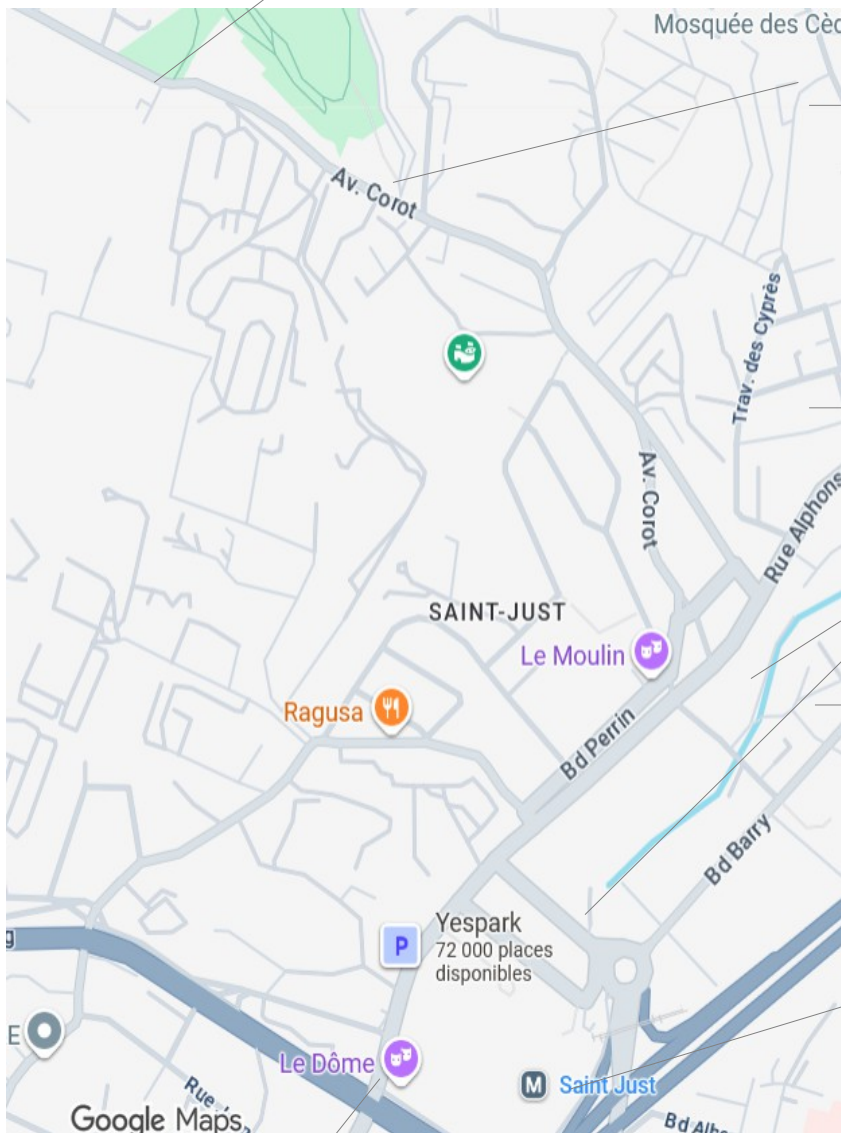 Mosquée des Cèd
Av. Corot
Trav. des Cyprès
Av. Corot
Rue Alphons
SAINT-JUST
Le Moulin
Ragusa
Bd Perrin
Bd Barry
Yespark
72 000 places
disponibles
P
g
E
Le Dôme
M Saint Just
Google Maps